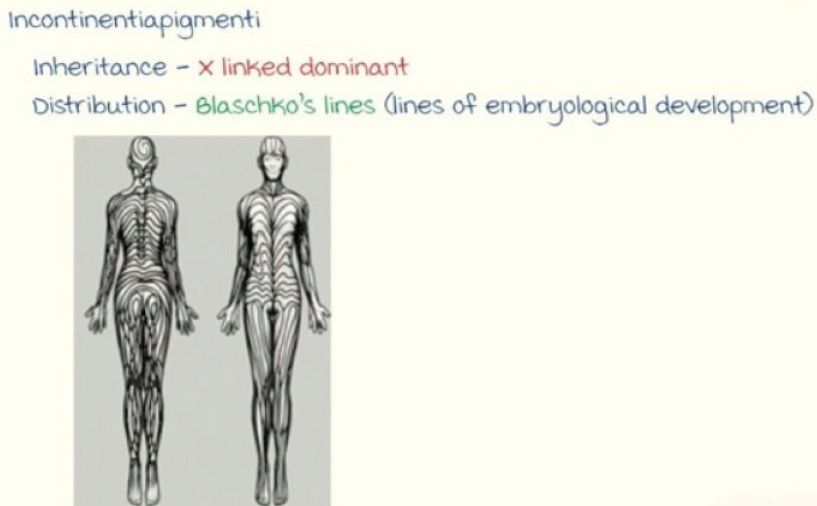 Incontinentiapigmenti
Inheritance - X linked dominant
Distribution - Blaschko's lines (lines of embryological development)